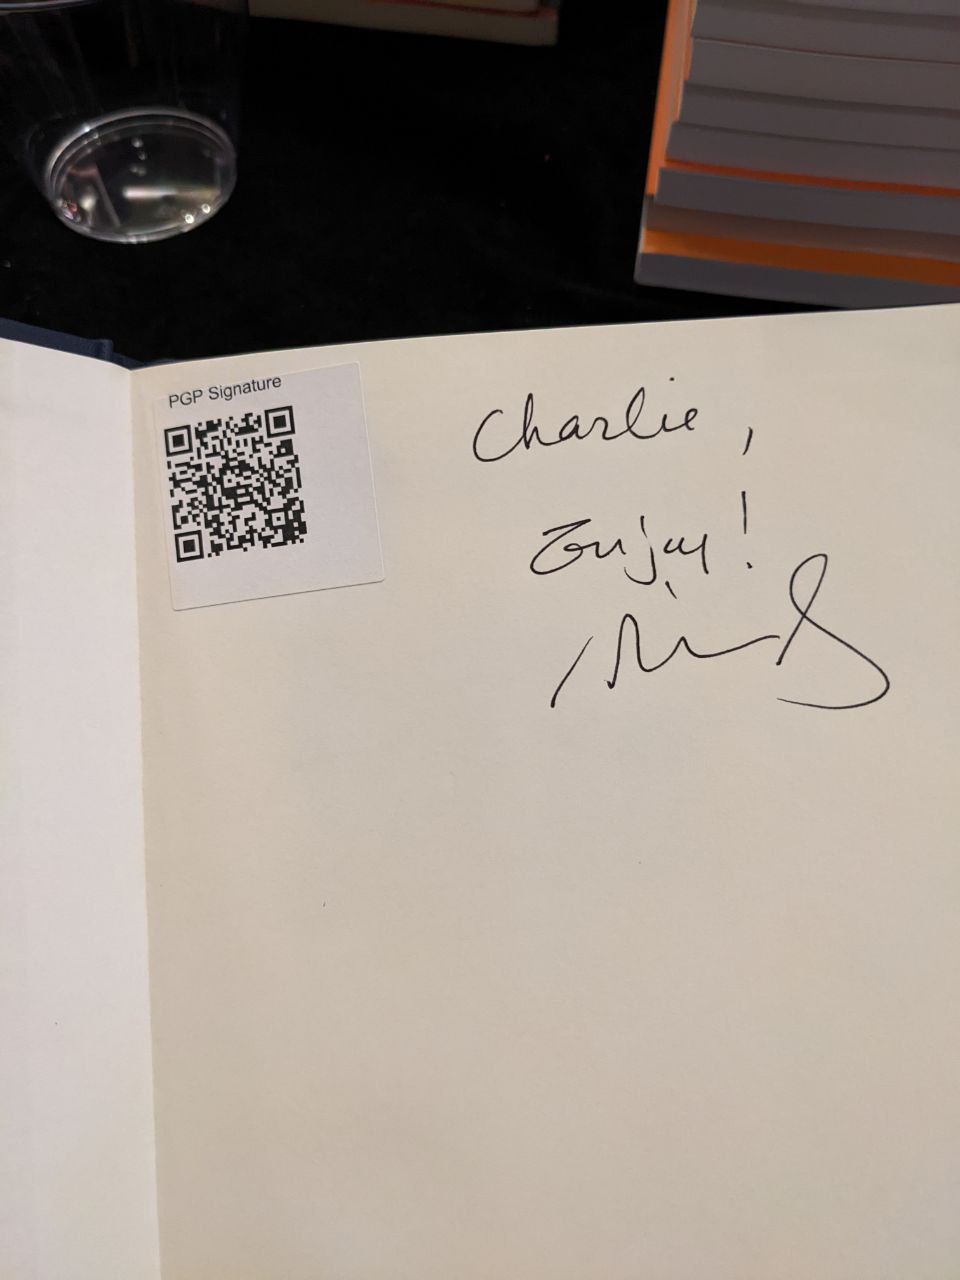 PGP Signature
Charlie,
Enjoy!